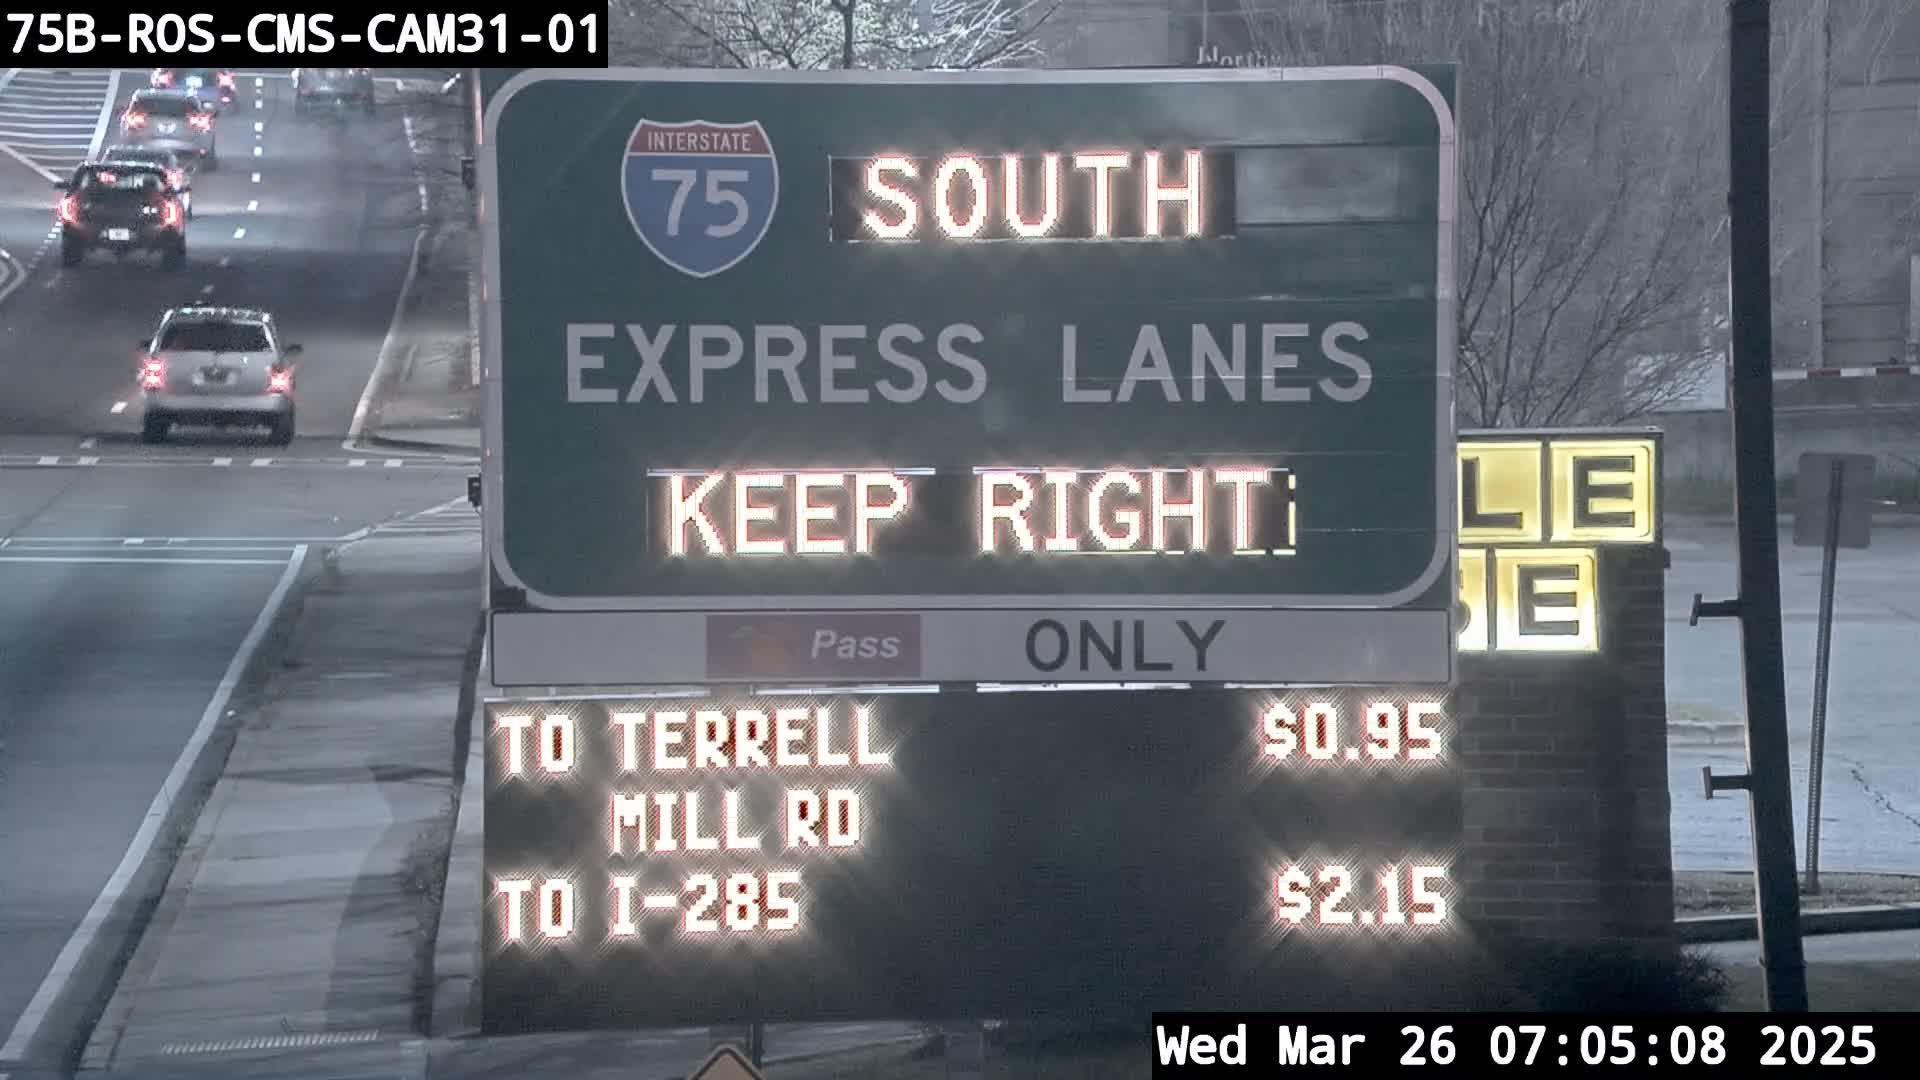 75B-ROS-CMS-CAM31-01
INTERSTATE
75
SOUTH
EXPRESS LANES
KEEP RIGHT
LE
E
Pass
ONLY
TO TERRELL $0.95
MILL RD
TO I-285 $2.15
Wed Mar 26 07:05:08 2025